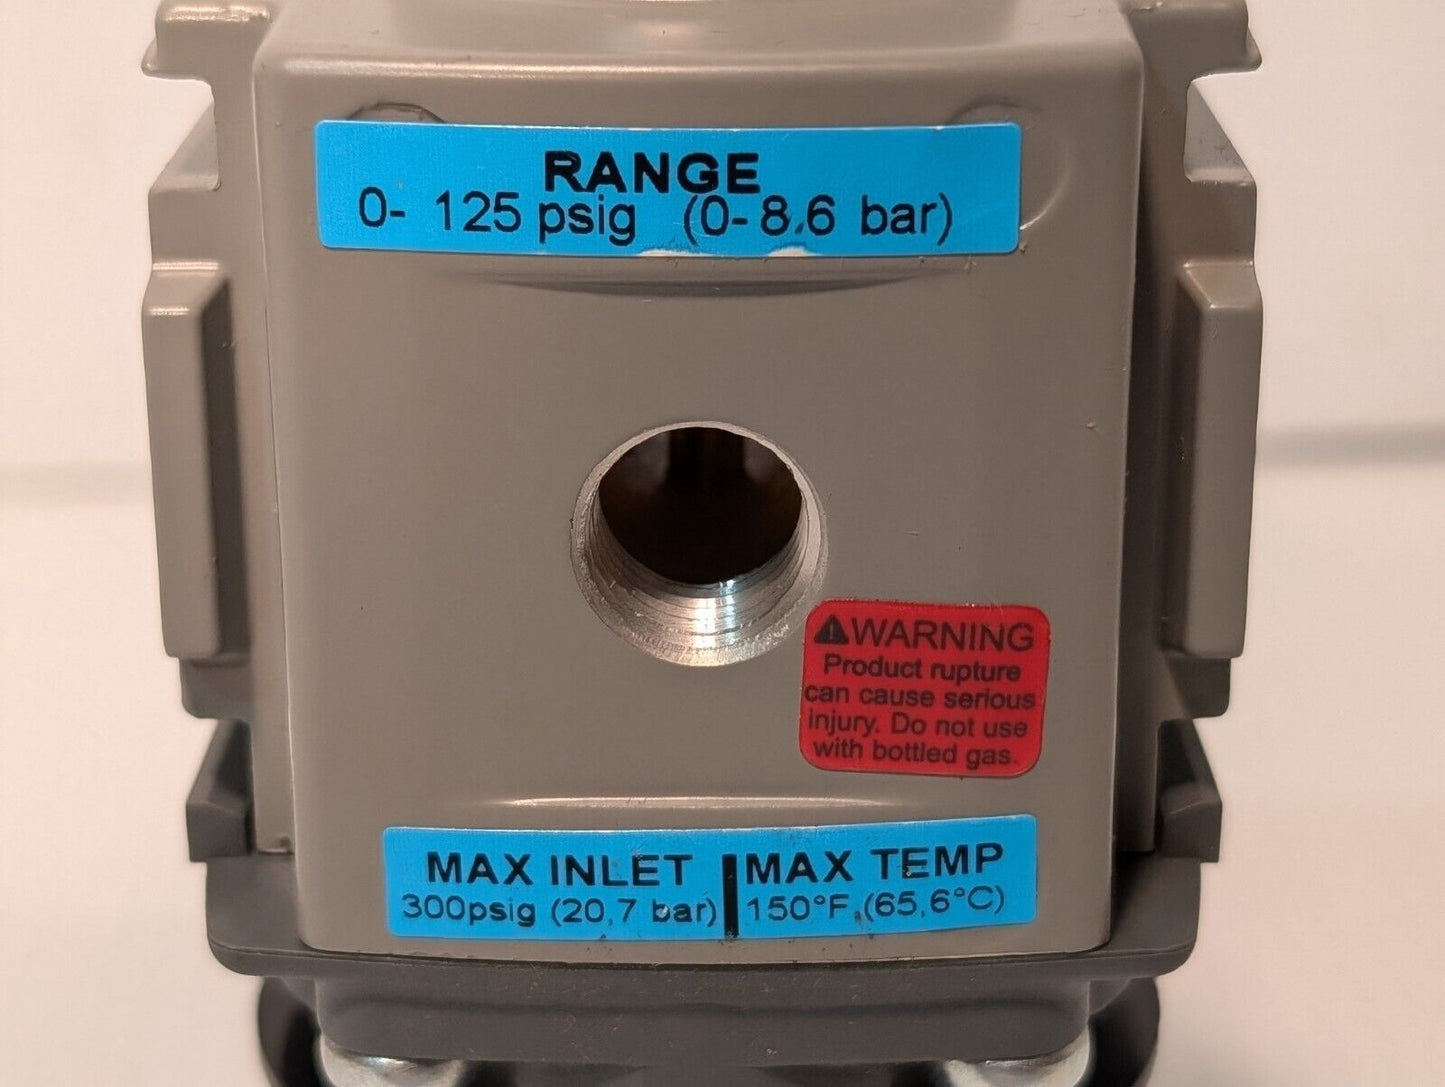 RANGE
0- 125 psig (0- 8.6 bar)
⚠WARNING
Product rupture
can cause serious
injury. Do not use
with bottled gas.
MAX INLET | MAX TEMP
300psig (20,7 bar) | 150°F (65,6°C)